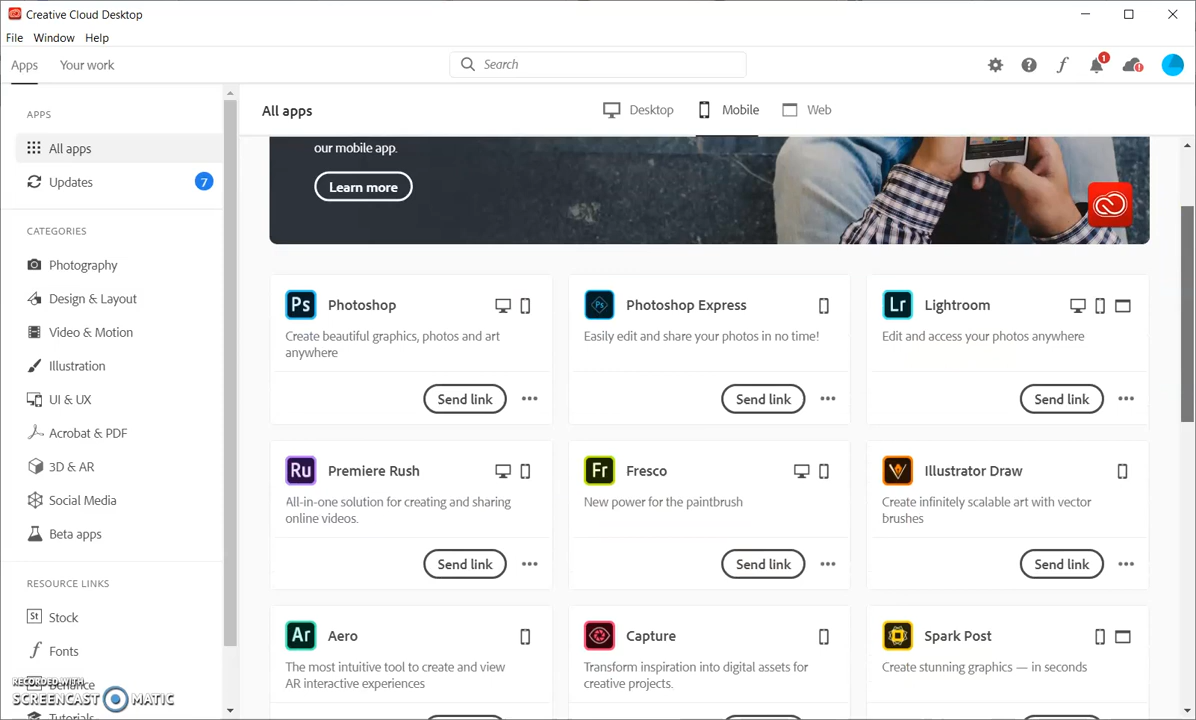 Creative Cloud Desktop
File Window Help
Apps Your work Search 1
APPS
All apps
Updates 7
CATEGORIES
Photography
Design & Layout
Video & Motion
Illustration
UI & UX
Acrobat & PDF
3D & AR
Social Media
Beta apps
RESOURCE LINKS
St Stock
Fonts
Behance
Tutorials
RECORDED WITH
SCREENCAST MATIC
All apps Desktop Mobile Web
our mobile app.
Learn more
Ps Photoshop
Create beautiful graphics, photos and art
anywhere
Send link
Ps Photoshop Express
Easily edit and share your photos in no time!
Send link
Lr Lightroom
Edit and access your photos anywhere
Send link
Ru Premiere Rush
All-in-one solution for creating and sharing
online videos.
Send link
Fr Fresco
New power for the paintbrush
Send link
Illustrator Draw
Create infinitely scalable art with vector
brushes
Send link
Ar Aero
The most intuitive tool to create and view
AR interactive experiences
Capture
Transform inspiration into digital assets for
creative projects.
Spark Post
Create stunning graphics — in seconds